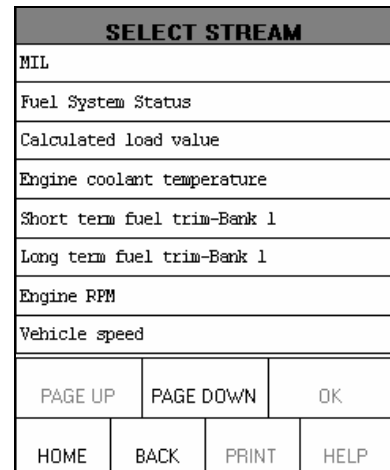 SELECT STREAM
MIL
Fuel System Status
Calculated load value
Engine coolant temperature
Short term fuel trim-Bank 1
Long term fuel trim-Bank 1
Engine RPM
Vehicle speed
PAGE UP PAGE DOWN OK
HOME BACK PRINT HELP